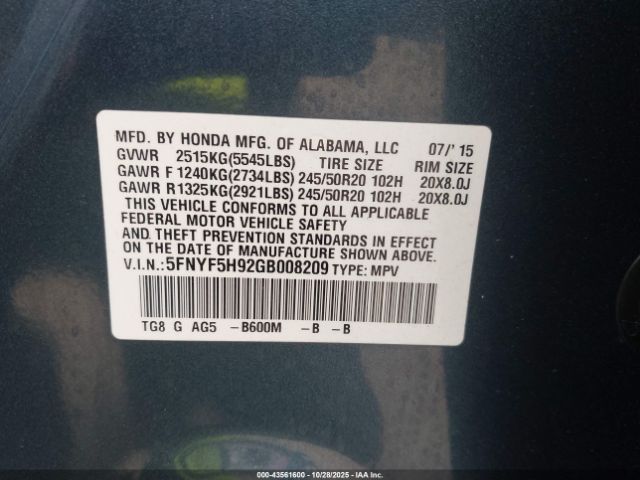 MFD. BY HONDA MFG. OF ALABAMA, LLC 07/'15
GVWR 2515KG(5545LBS) TIRE SIZE RIM SIZE
GAWR F 1240KG(2734LBS) 245/50R20 102H 20X8.0J
GAWR R 1325KG(2921LBS) 245/50R20 102H 20X8.0J
THIS VEHICLE CONFORMS TO ALL APPLICABLE
FEDERAL MOTOR VEHICLE SAFETY
AND THEFT PREVENTION STANDARDS IN EFFECT
ON THE DATE OF MANUFACTURE SHOWN ABOVE.
V.I.N.:5FNYF5H92GB008209 TYPE: MPV
TG8 G AG5 -B600M -B -B
000-43561600 | 10/28/2025 | IAA Inc.